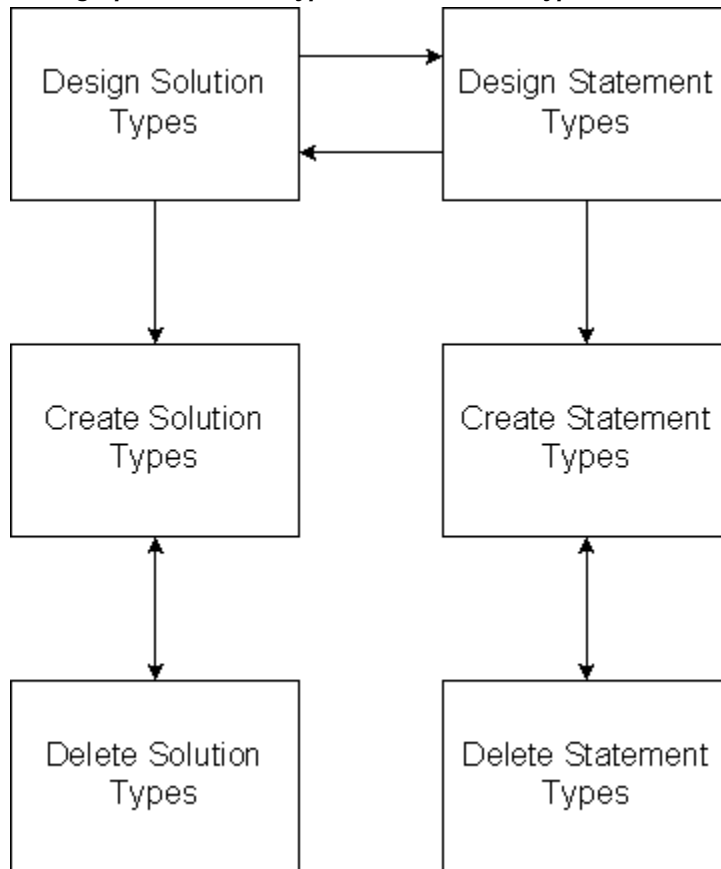 Design Solution
Types
Design Statement
Types
Create Solution
Types
Create Statement
Types
Delete Solution
Types
Delete Statement
Types